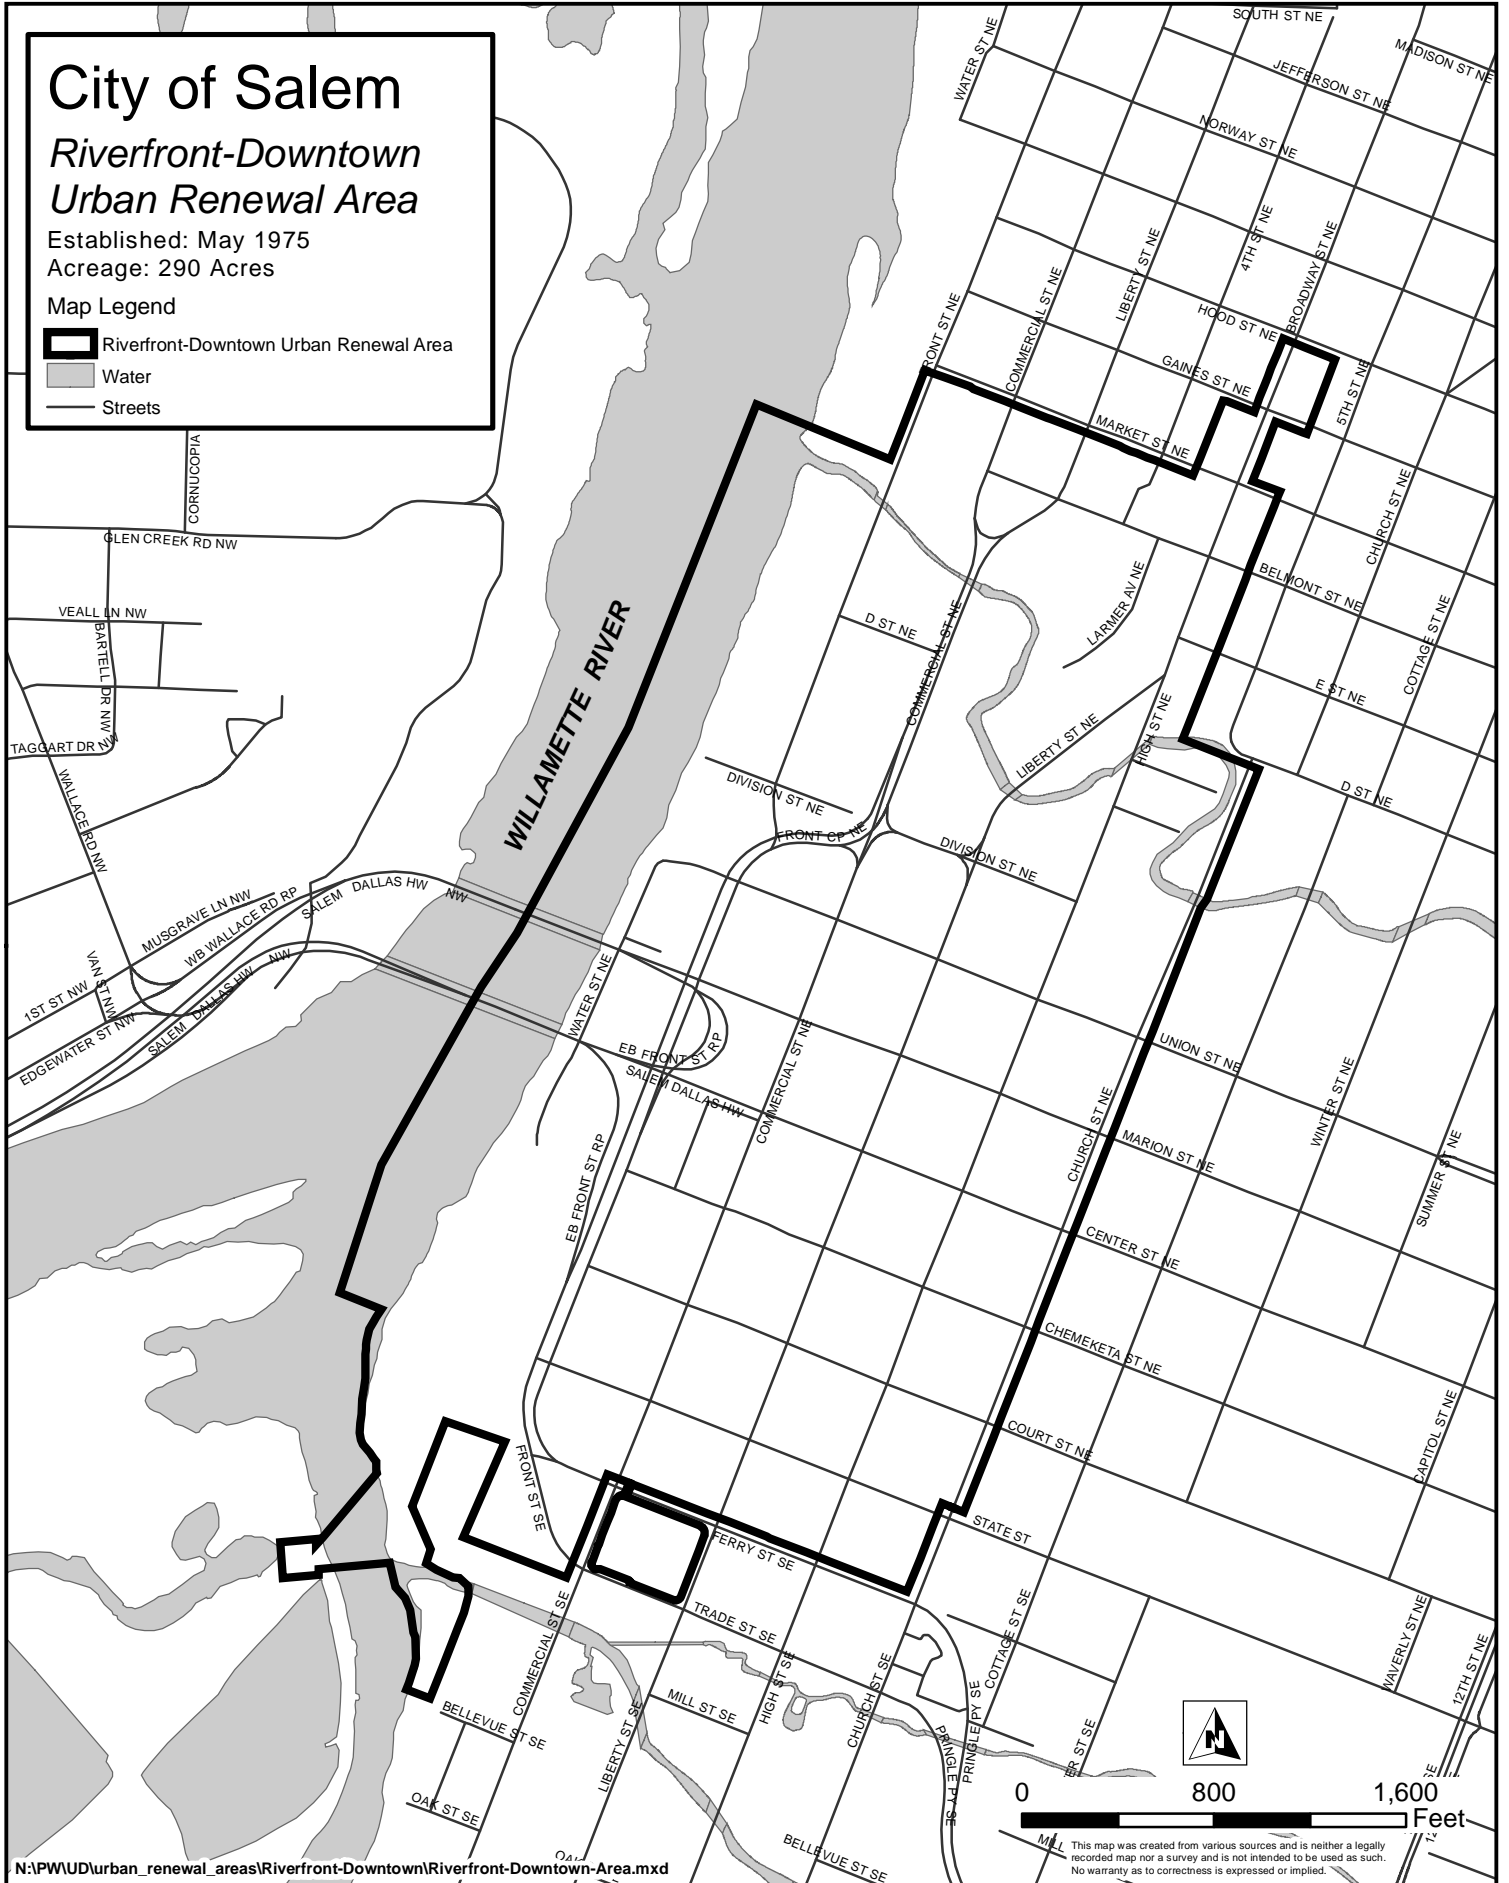 City of Salem
Riverfront-Downtown
Urban Renewal Area
Established: May 1975
Acreage: 290 Acres
Map Legend
Riverfront-Downtown Urban Renewal Area
Water
Streets
SOUTH ST NE
MADISON ST NE
WATER ST NE
JEFFERSON ST NE
NORWAY ST NE
4TH ST NE
BROADWAY ST NE
LIBERTY ST NE
COMMERCIAL ST NE
HOOD ST NE
FRONT ST NE
GAINES ST NE
5TH ST NE
MARKET ST NE
CORNUCOPIA
CHURCH ST NE
GLEN CREEK RD NW
BELMONT ST NE
LARMER AV NE
VEALL LN NW
BARTELL DR NW
D ST NE
COMMERCIAL ST NE
COTTAGE ST NE
E ST NE
WILLAMETTE RIVER
HIGH ST NE
LIBERTY ST NE
TAGGART DR NW
WALLACE RD NW
DIVISION ST NE
D ST NE
FRONT CP NE
DIVISION ST NE
SALEM DALLAS HW NW
MUSGRAVE LN NW
WB WALLACE RD RP
VAN ST NW
1ST ST NW
EDGEWATER ST NW
SALEM DALLAS HW NW
WATER ST NE
EB FRONT ST RP
SALEM DALLAS HW
COMMERCIAL ST NE
UNION ST NE
WINTER ST NE
CHURCH ST NE
MARION ST NE
SUMMER ST NE
EB FRONT ST RP
CENTER ST NE
CHEMEKETA ST NE
COURT ST NE
CAPITOL ST NE
FRONT ST SE
STATE ST
FERRY ST SE
TRADE ST SE
COMMERCIAL ST SE
COTTAGE ST SE
WAVERLY ST NE
12TH ST NE
HIGH ST SE
CHURCH ST SE
MILL ST SE
LIBERTY ST SE
BELLEVUE ST SE
PRINGLE PY SE
PRINGLE PY SE
ER ST SE
SE
N
OAK ST SE
OAK
BELLEVUE ST SE
MILL
12
0 800 1,600
Feet
This map was created from various sources and is neither a legally
recorded map nor a survey and is not intended to be used as such.
No warranty as to correctness is expressed or implied.
N:\PW\UD\urban_renewal_areas\Riverfront-Downtown\Riverfront-Downtown-Area.mxd